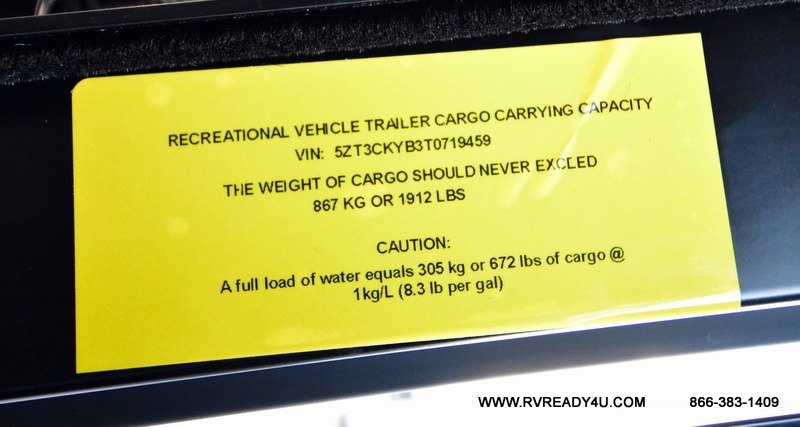 RECREATIONAL VEHICLE TRAILER CARGO CARRYING CAPACITY
VIN: 5ZT3CKYB3T0719459
THE WEIGHT OF CARGO SHOULD NEVER EXCEED
867 KG OR 1912 LBS
CAUTION:
A full load of water equals 305 kg or 672 lbs of cargo @
1kg/L (8.3 lb per gal)
WWW.RVREADY4U.COM 866-383-1409